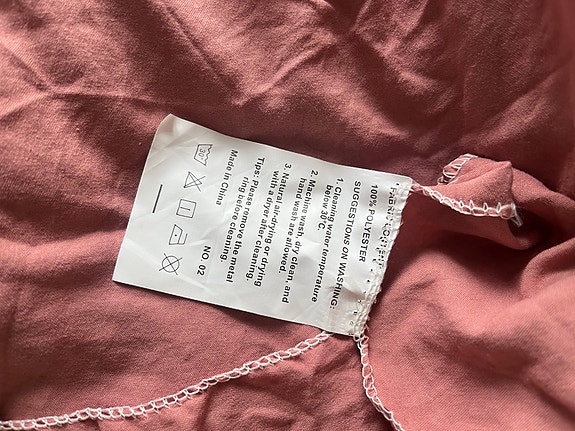 100% POLYESTER
SUGGESTIONS ON WASHING:
1. Cleaning water temperature
below 30°C.
2. Machine wash, dry clean, and
hand wash are allowed.
3. Natural air-drying or drying
with a dryer after cleaning.
Tips: Please remove the metal
ring before cleaning.
Made in China
NO. 02
30°